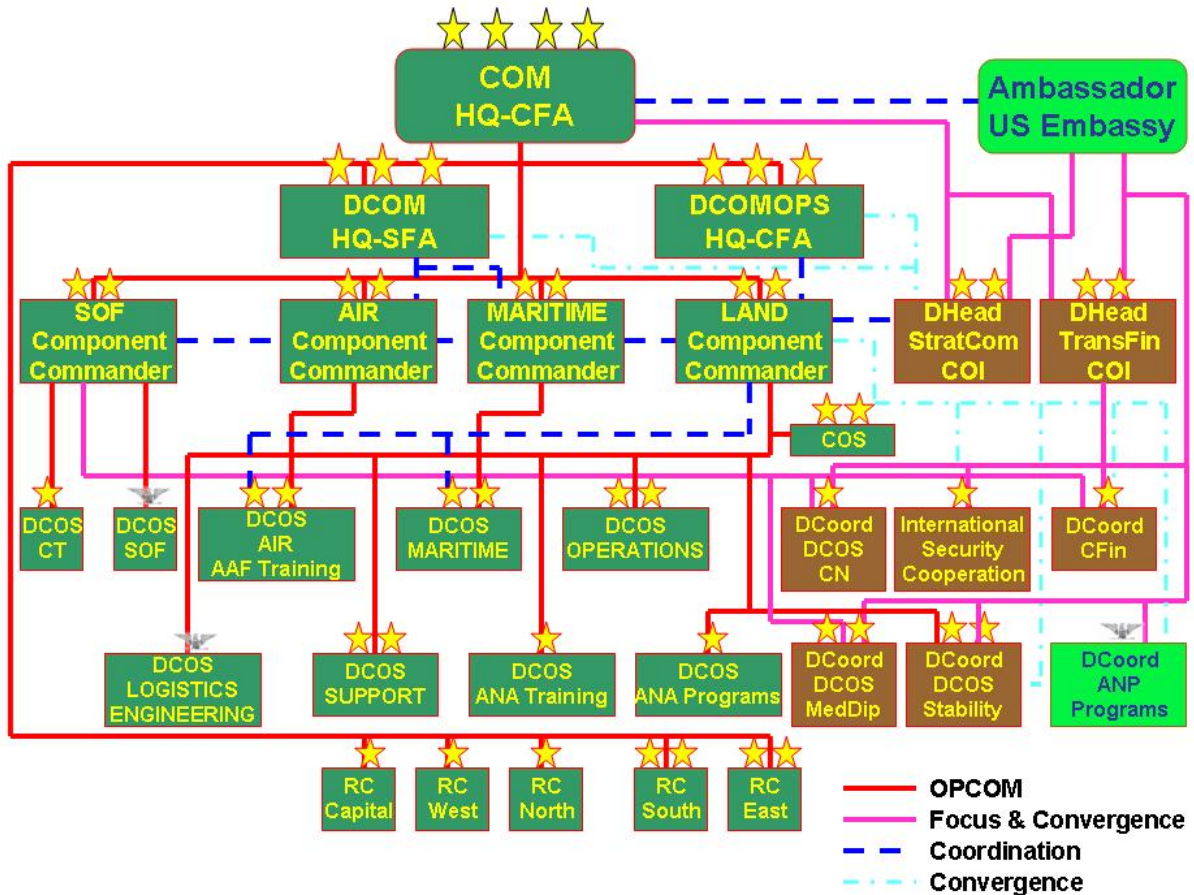 COM
HQ-CFA
Ambassador
US Embassy
DCOM
HQ-SFA
DCOMOPS
HQ-CFA
SOF
Component
Commander
AIR
Component
Commander
MARITIME
Component
Commander
LAND
Component
Commander
DHead
StratCom
COI
DHead
TransFin
COI
COS
DCOS
CT
DCOS
SOF
DCOS
AIR
AAF Training
DCOS
MARITIME
DCOS
OPERATIONS
DCoord
DCOS
CN
International
Security
Cooperation
DCoord
CFin
DCOS
LOGISTICS
ENGINEERING
DCOS
SUPPORT
DCOS
ANA Training
DCOS
ANA Programs
DCoord
DCOS
MedDip
DCoord
DCOS
Stability
DCoord
ANP
Programs
RC
Capital
RC
West
RC
North
RC
South
RC
East
OPCOM
Focus & Convergence
Coordination
Convergence